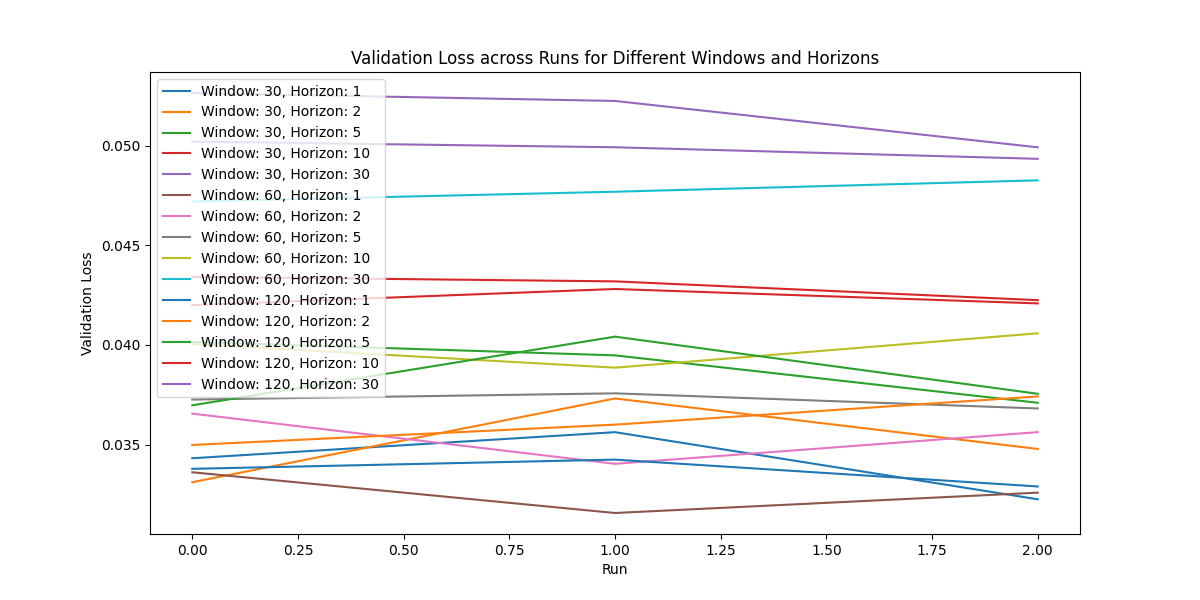 Validation Loss across Runs for Different Windows and Horizons
Window: 30, Horizon: 1
Window: 30, Horizon: 2
Window: 30, Horizon: 5
Window: 30, Horizon: 10
Window: 30, Horizon: 30
Window: 60, Horizon: 1
Window: 60, Horizon: 2
Window: 60, Horizon: 5
Window: 60, Horizon: 10
Window: 60, Horizon: 30
Window: 120, Horizon: 1
Window: 120, Horizon: 2
Window: 120, Horizon: 5
Window: 120, Horizon: 10
Window: 120, Horizon: 30
0.050
0.045
0.040
0.035
Validation Loss
0.00 0.25 0.50 0.75 1.00 1.25 1.50 1.75 2.00
Run